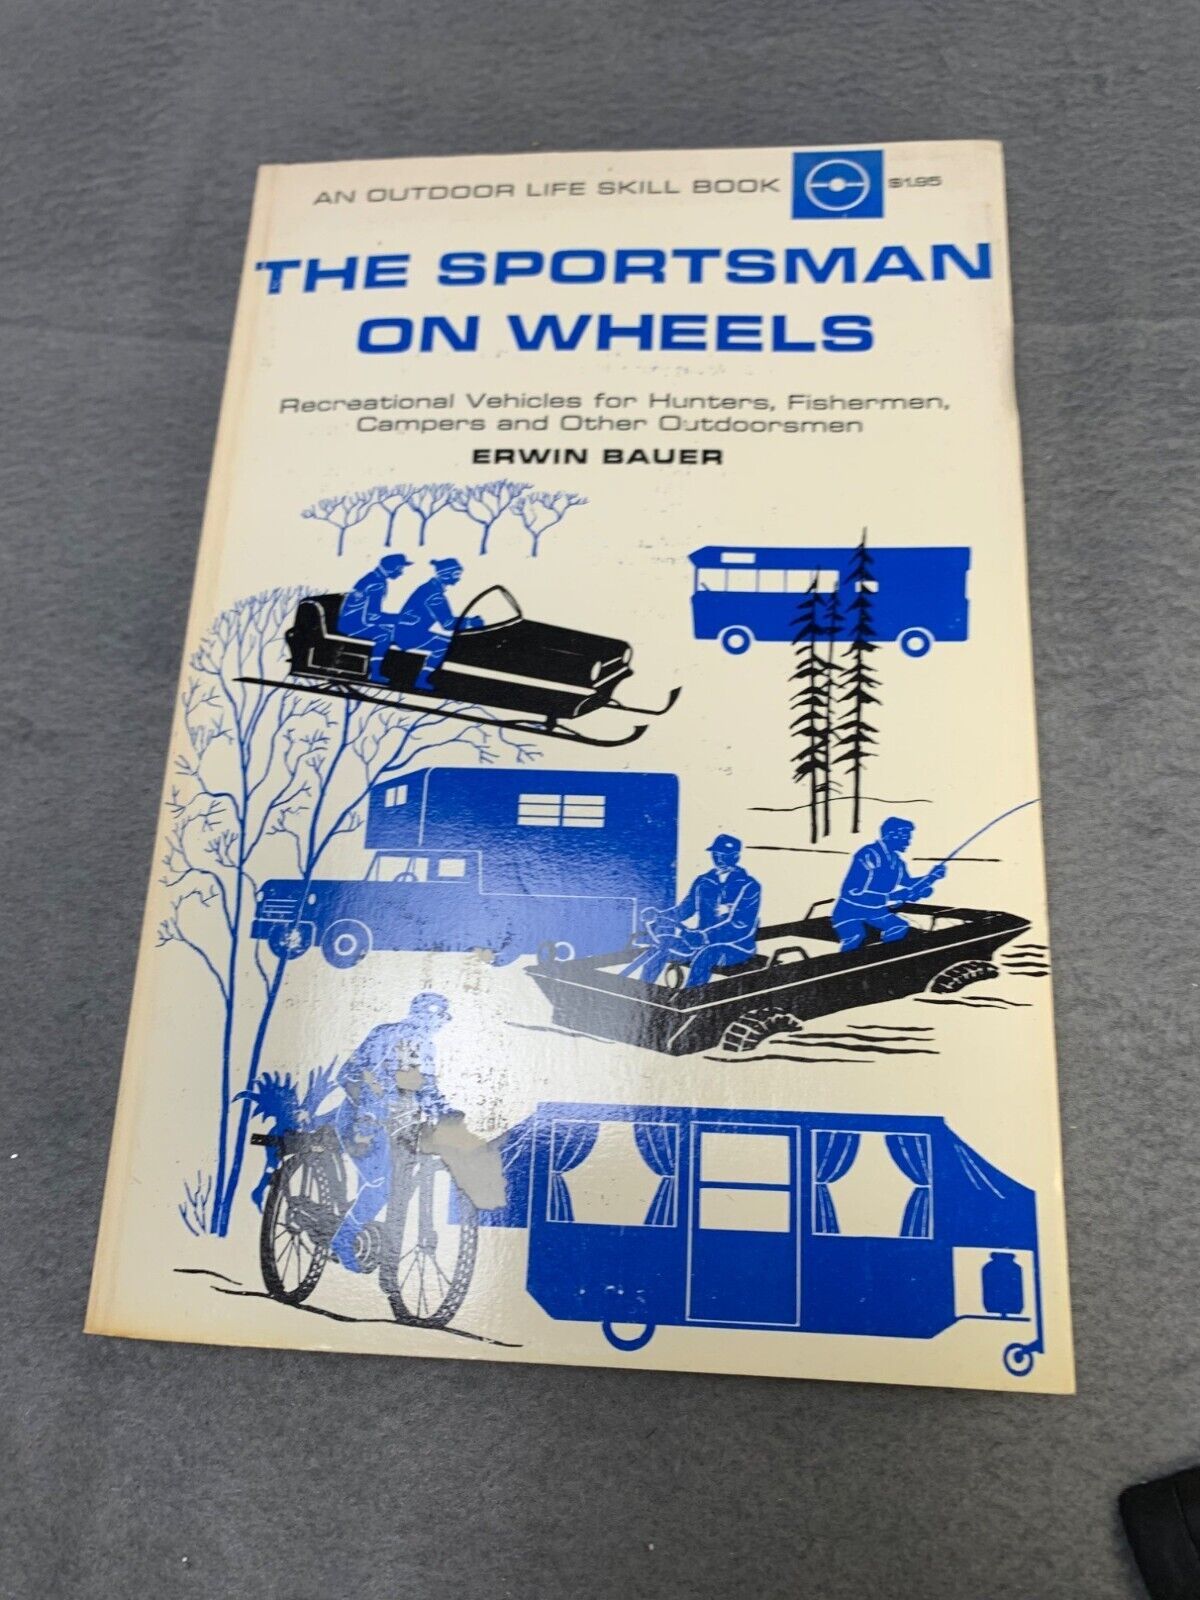 AN OUTDOOR LIFE SKILL BOOK $1.95
THE SPORTSMAN
ON WHEELS
Recreational Vehicles for Hunters, Fishermen,
Campers and Other Outdoorsmen
ERWIN BAUER